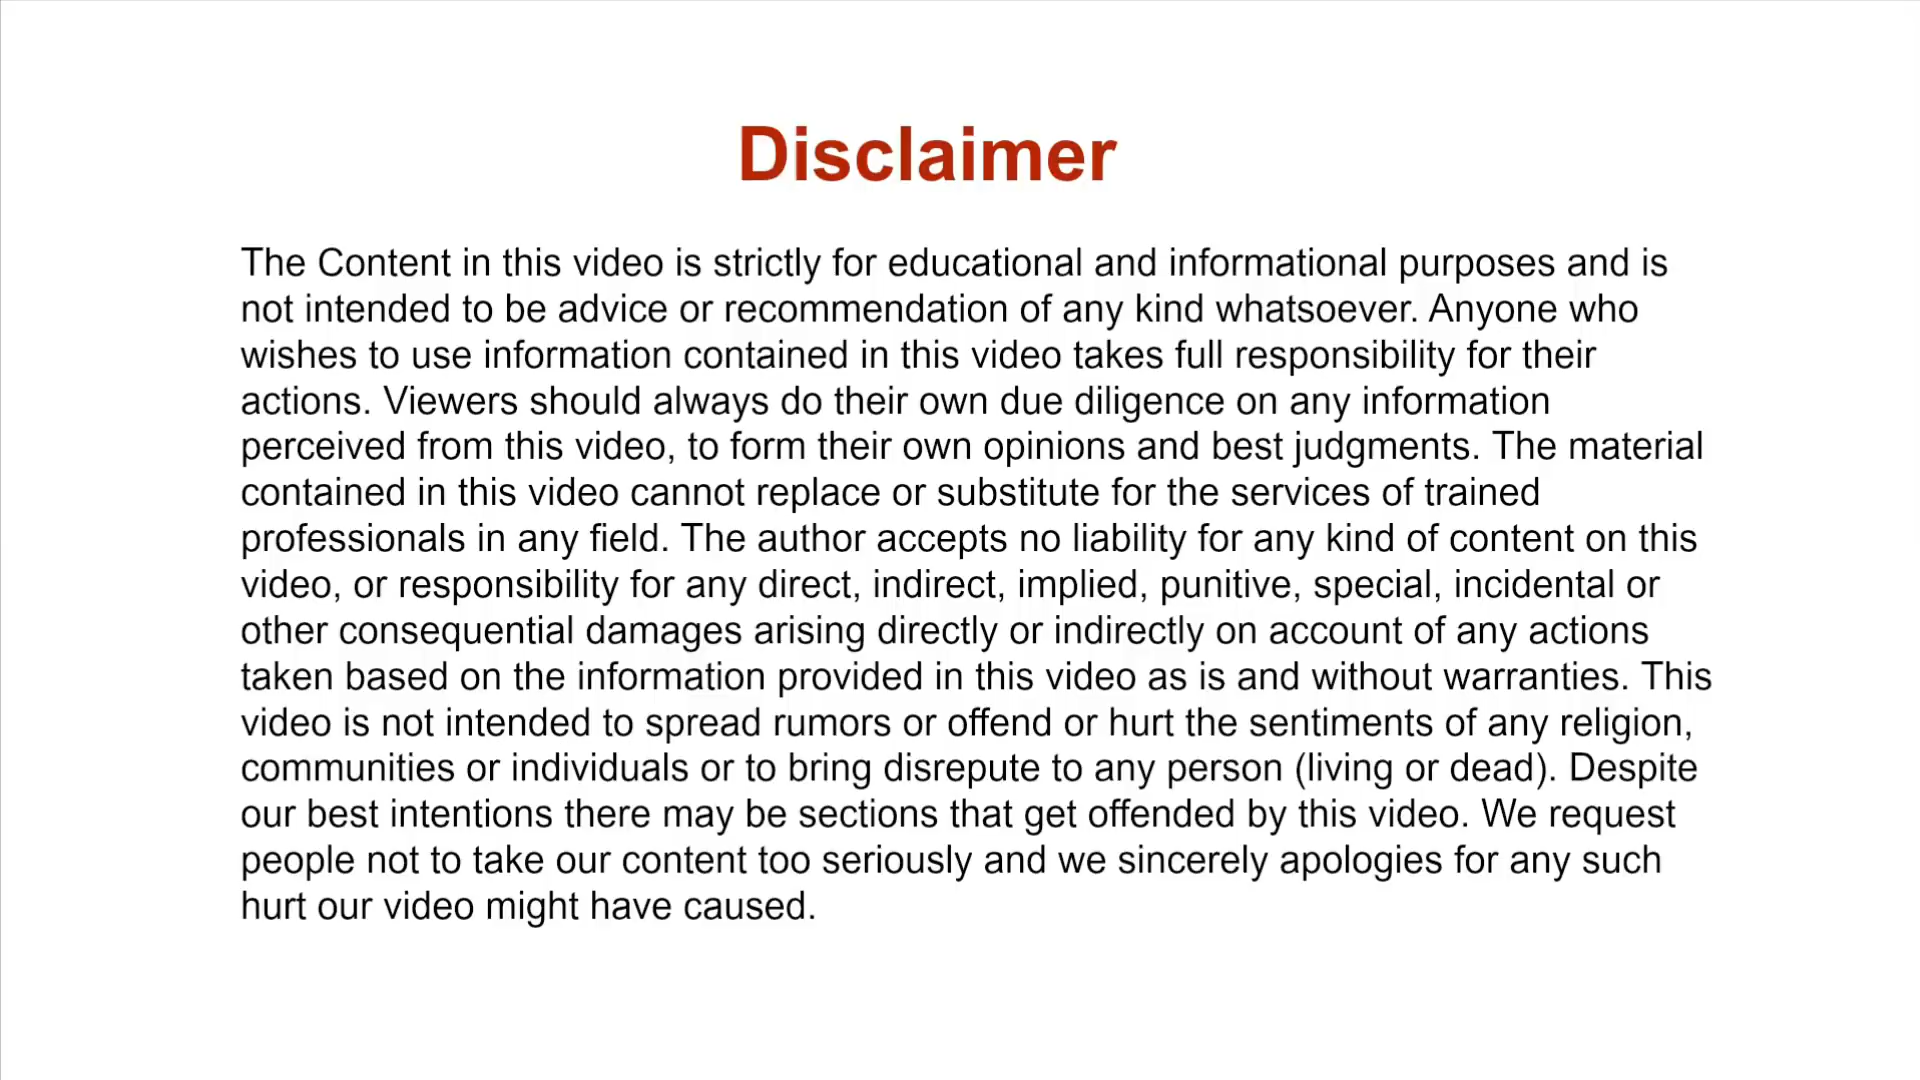 Disclaimer
The Content in this video is strictly for educational and informational purposes and is
not intended to be advice or recommendation of any kind whatsoever. Anyone who
wishes to use information contained in this video takes full responsibility for their
actions. Viewers should always do their own due diligence on any information
perceived from this video, to form their own opinions and best judgments. The material
contained in this video cannot replace or substitute for the services of trained
professionals in any field. The author accepts no liability for any kind of content on this
video, or responsibility for any direct, indirect, implied, punitive, special, incidental or
other consequential damages arising directly or indirectly on account of any actions
taken based on the information provided in this video as is and without warranties. This
video is not intended to spread rumors or offend or hurt the sentiments of any religion,
communities or individuals or to bring disrepute to any person (living or dead). Despite
our best intentions there may be sections that get offended by this video. We request
people not to take our content too seriously and we sincerely apologies for any such
hurt our video might have caused.